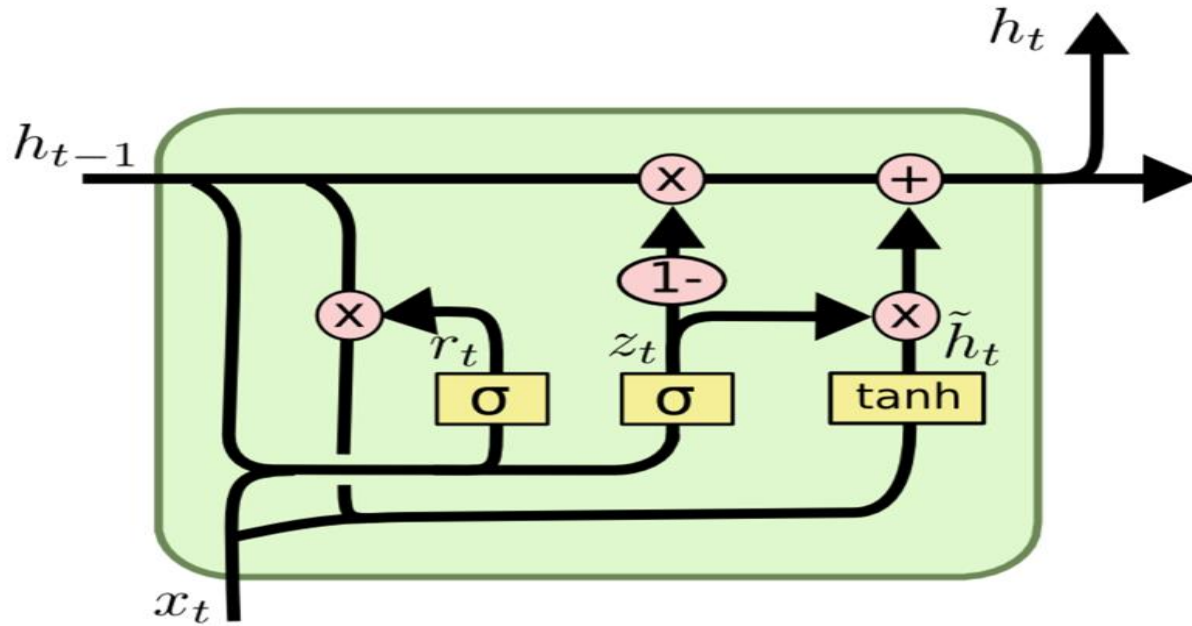 h_t
h_{t-1}
x +
1-
x x
r_t z_t h̃_t
σ σ tanh
x_t